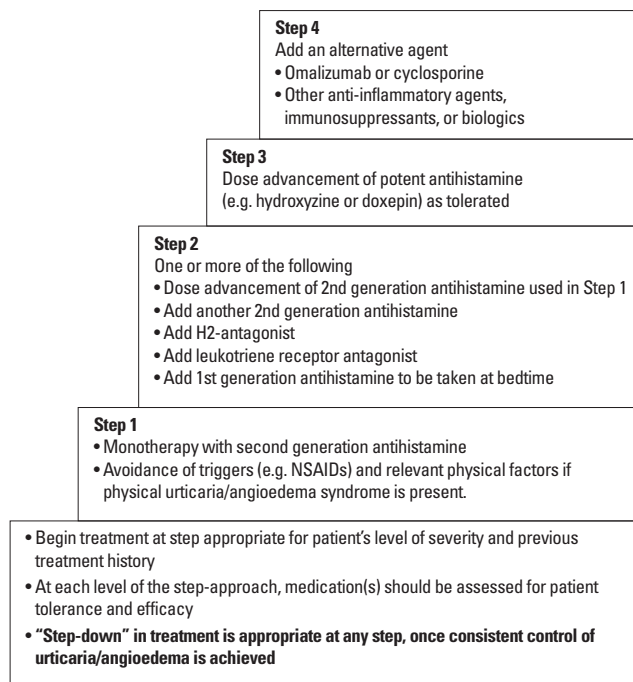 Step 4
Add an alternative agent
• Omalizumab or cyclosporine
• Other anti-inflammatory agents,
immunosuppressants, or biologics
Step 3
Dose advancement of potent antihistamine
(e.g. hydroxyzine or doxepin) as tolerated
Step 2
One or more of the following
• Dose advancement of 2nd generation antihistamine used in Step 1
• Add another 2nd generation antihistamine
• Add H2-antagonist
• Add leukotriene receptor antagonist
• Add 1st generation antihistamine to be taken at bedtime
Step 1
• Monotherapy with second generation antihistamine
• Avoidance of triggers (e.g. NSAIDs) and relevant physical factors if
physical urticaria/angioedema syndrome is present.
• Begin treatment at step appropriate for patient’s level of severity and previous
treatment history
• At each level of the step-approach, medication(s) should be assessed for patient
tolerance and efficacy
• “Step-down” in treatment is appropriate at any step, once consistent control of
urticaria/angioedema is achieved